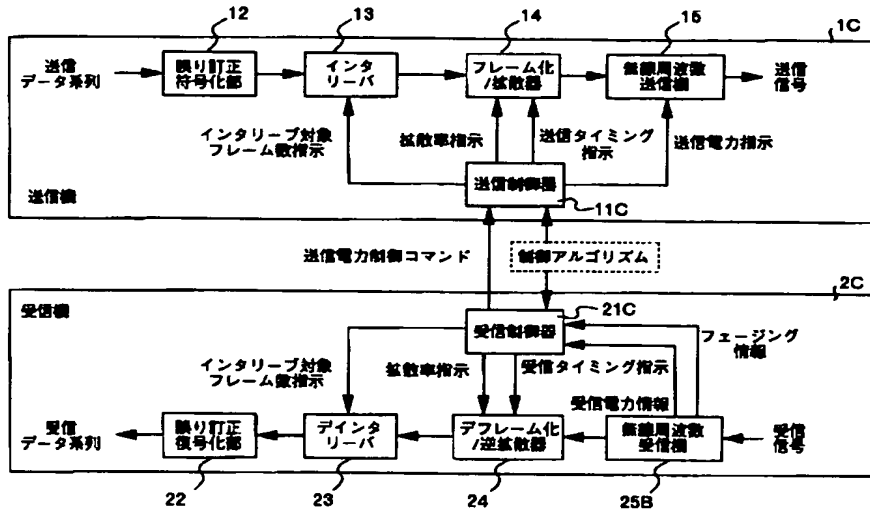 12
13
14
15
1C
送信
データ系列
誤り訂正
符号化部
インタ
リーバ
フレーム化
/拡散器
無線周波数
送信機
送信
信号
インタリーブ対象
フレーム数指示
拡散率指示
送信タイミング
指示
送信電力指示
送信制御器
送信機
11C
送信電力制御コマンド
制御アルゴリズム
2C
受信機
21C
受信制御器
フェージング
情報
インタリーブ対象
フレーム数指示
拡散率指示
受信タイミング指示
受信電力情報
受信
データ系列
誤り訂正
復号化部
デインタ
リーバ
デフレーム化
/逆拡散器
無線周波数
受信機
受信
信号
22
23
24
25B